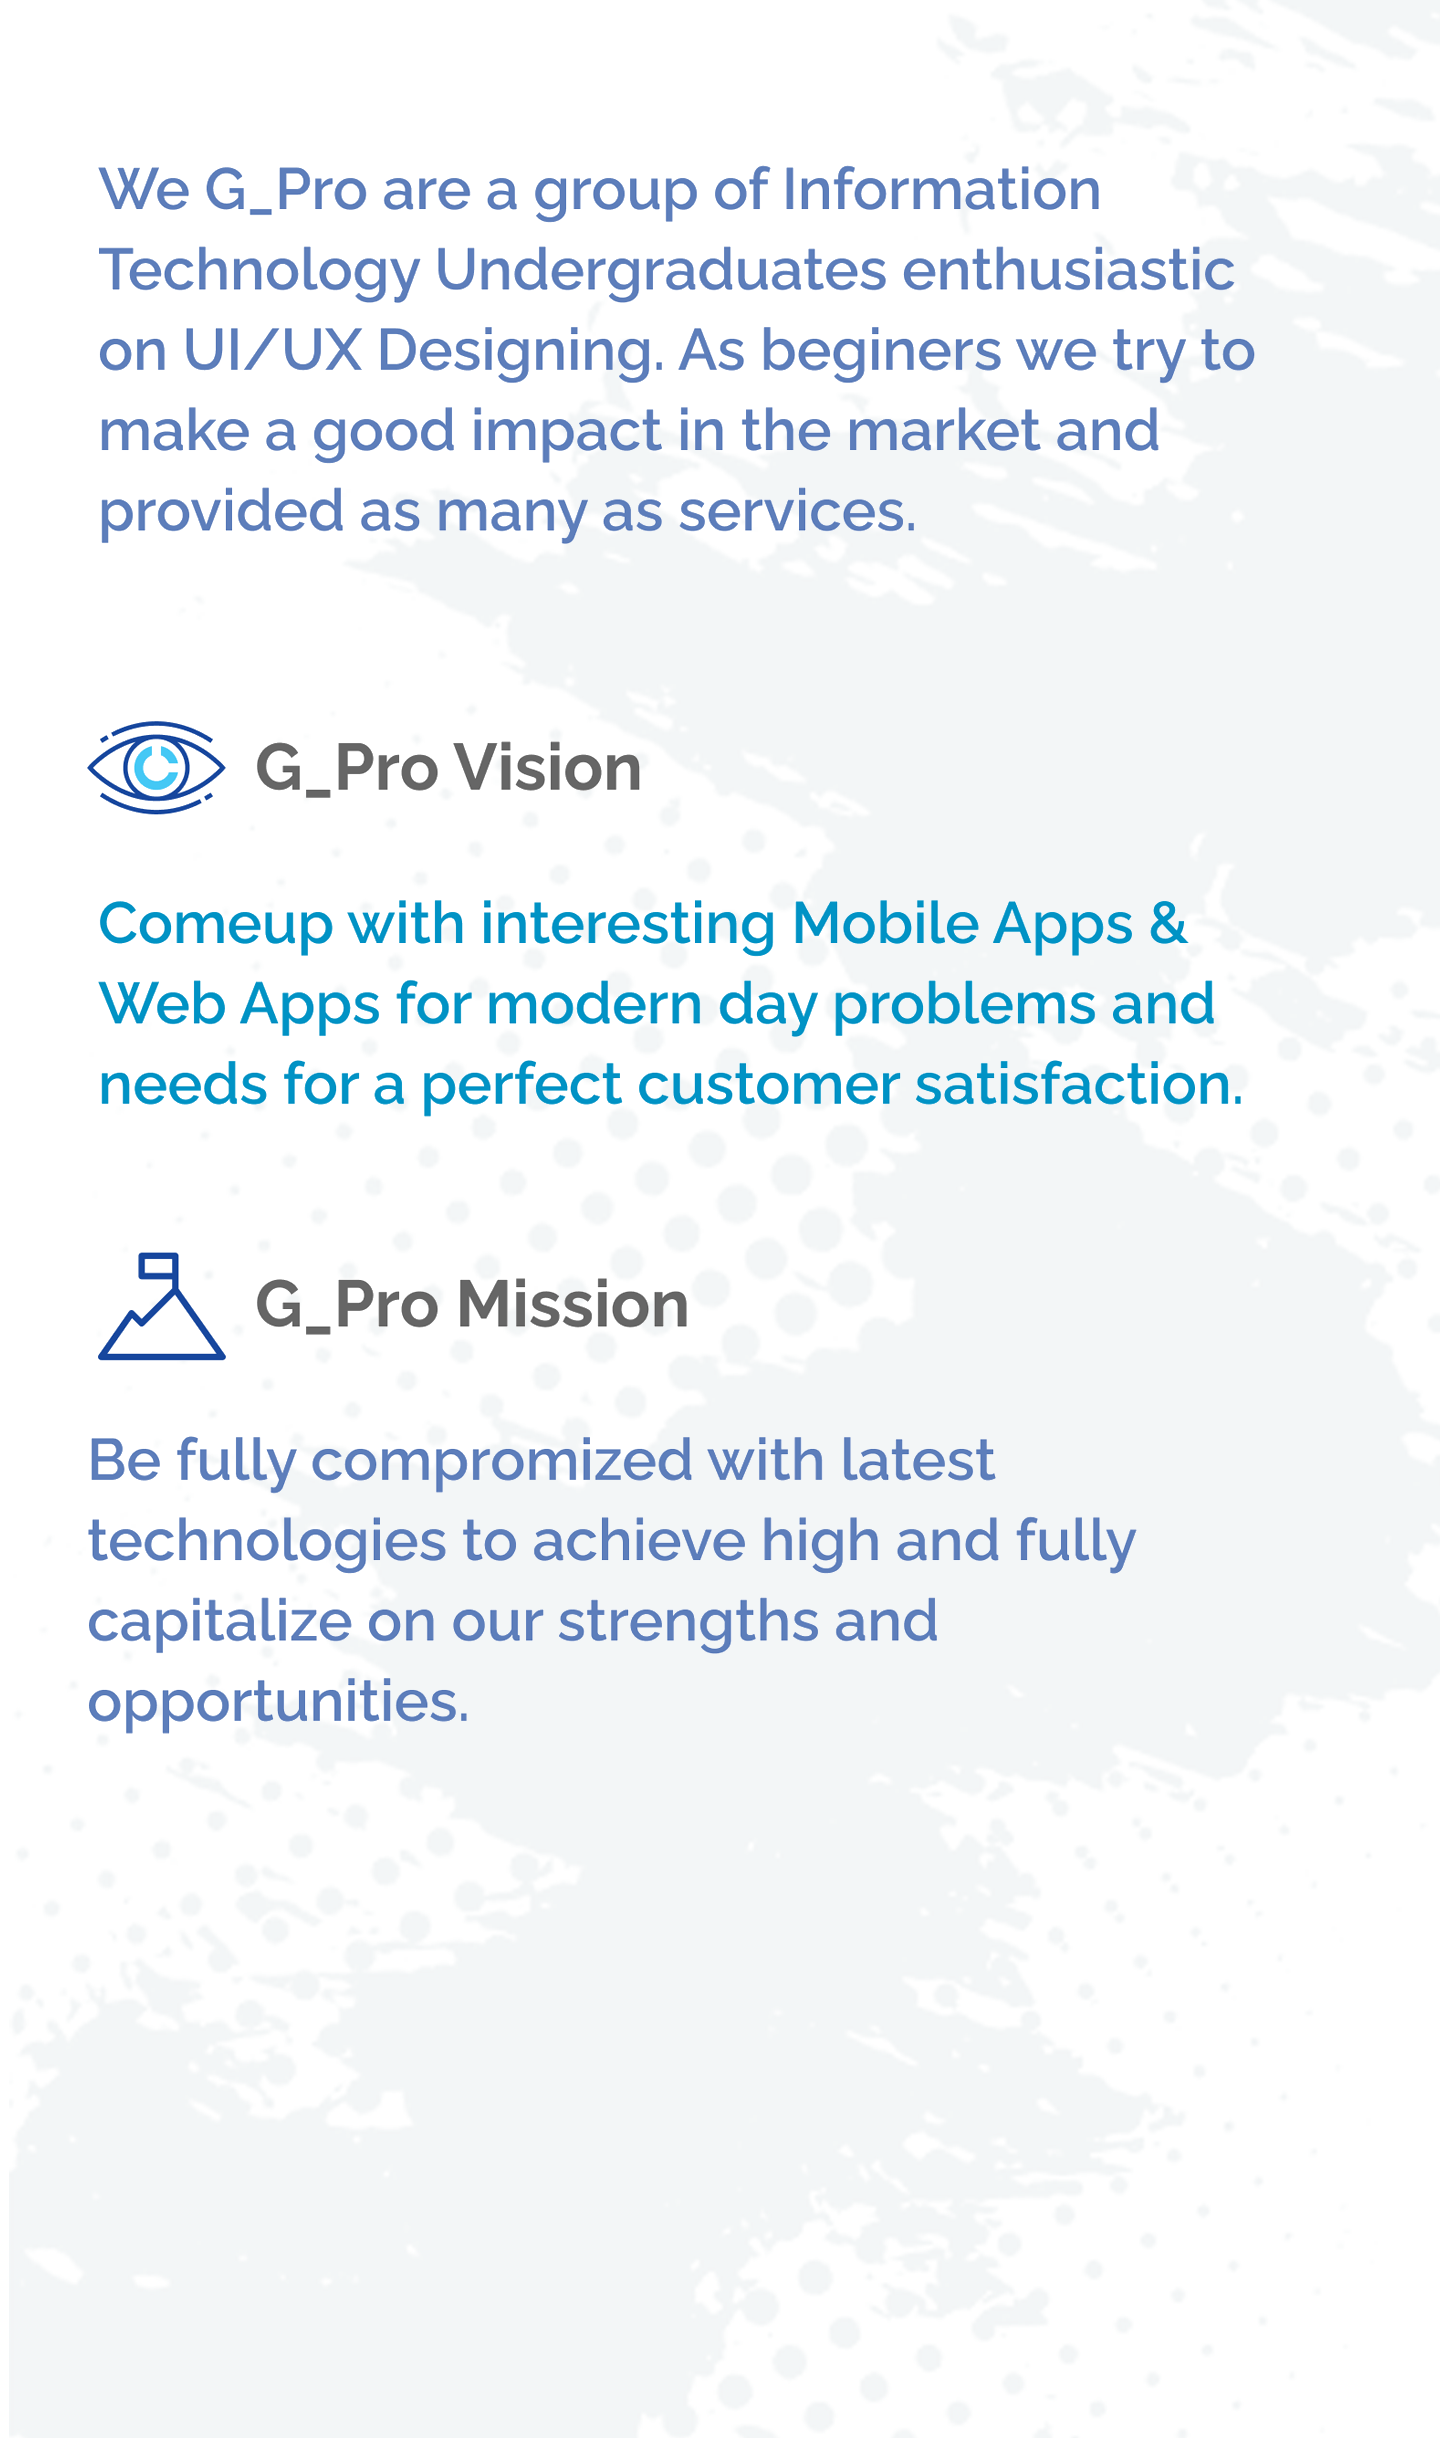 We G_Pro are a group of Information
Technology Undergraduates enthusiastic
on UI/UX Designing. As beginers we try to
make a good impact in the market and
provided as many as services.
G_Pro Vision
Comeup with interesting Mobile Apps &
Web Apps for modern day problems and
needs for a perfect customer satisfaction.
G_Pro Mission
Be fully compromized with latest
technologies to achieve high and fully
capitalize on our strengths and
opportunities.